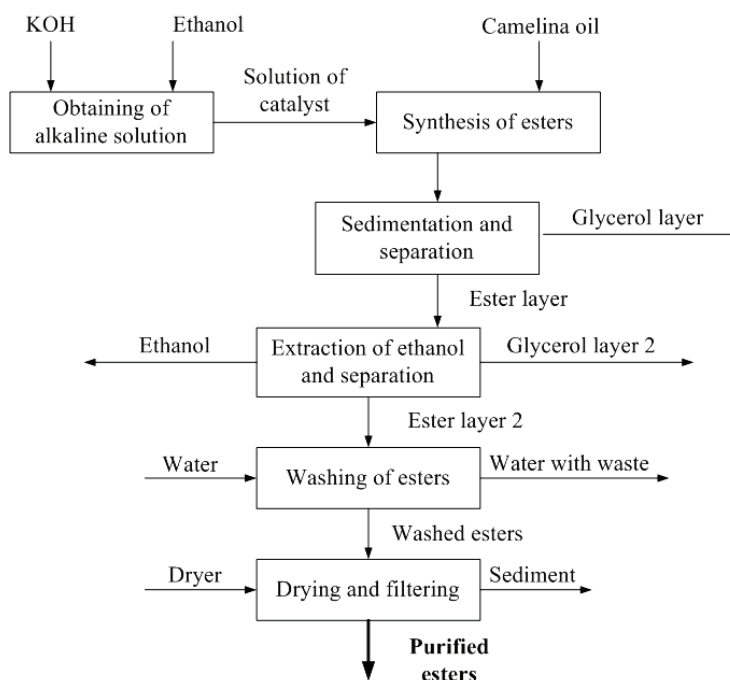 KOH
Ethanol
Camelina oil
Solution of
catalyst
Obtaining of
alkaline solution
Synthesis of esters
Sedimentation and
separation
Glycerol layer
Ester layer
Ethanol
Extraction of ethanol
and separation
Glycerol layer 2
Ester layer 2
Water
Washing of esters
Water with waste
Washed esters
Dryer
Drying and filtering
Sediment
Purified
esters